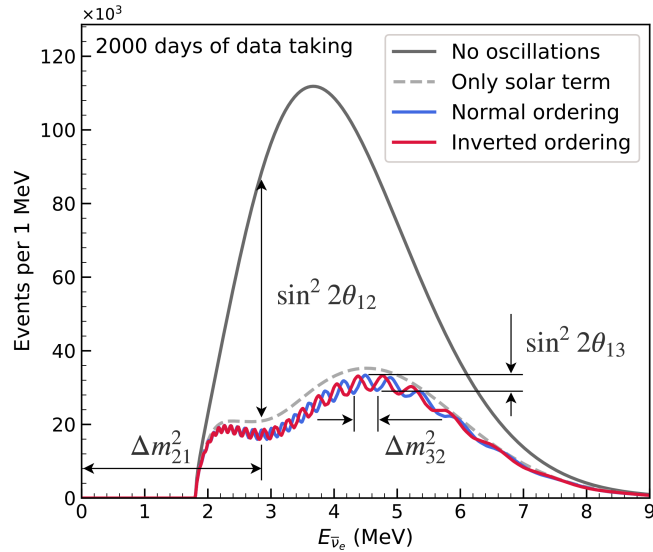 ×10³
2000 days of data taking
No oscillations
Only solar term
Normal ordering
Inverted ordering
120
100
80
60
40
20
0
Events per 1 MeV
sin² 2θ₁₂
sin² 2θ₁₃
Δm²₂₁
Δm²₃₂
0 1 2 3 4 5 6 7 8 9
E_ν̅ₑ (MeV)